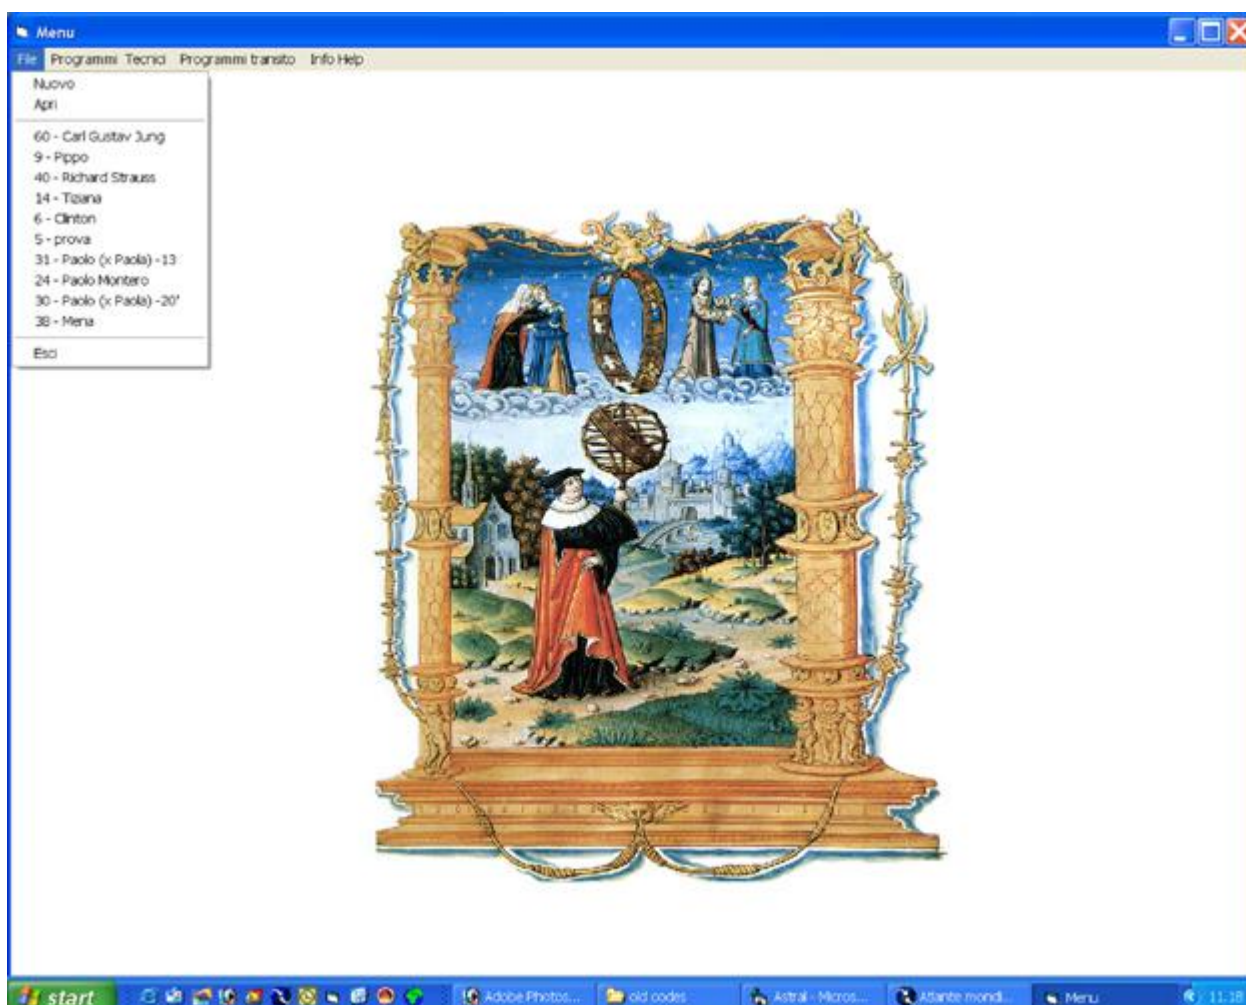 Menu
File Programmi Tecnici Programmi transito Info Help
Nuovo
Apri
60 - Carl Gustav Jung
9 - Pippo
40 - Richard Strauss
14 - Tiziana
6 - Clinton
5 - prova
31 - Paolo (x Paola) -13
24 - Paolo Montero
30 - Paolo (x Paola) -20'
38 - Mena
Esci
start Adobe Photos... old codes Astral - Micros... Atlante mondi... Menu 11.18